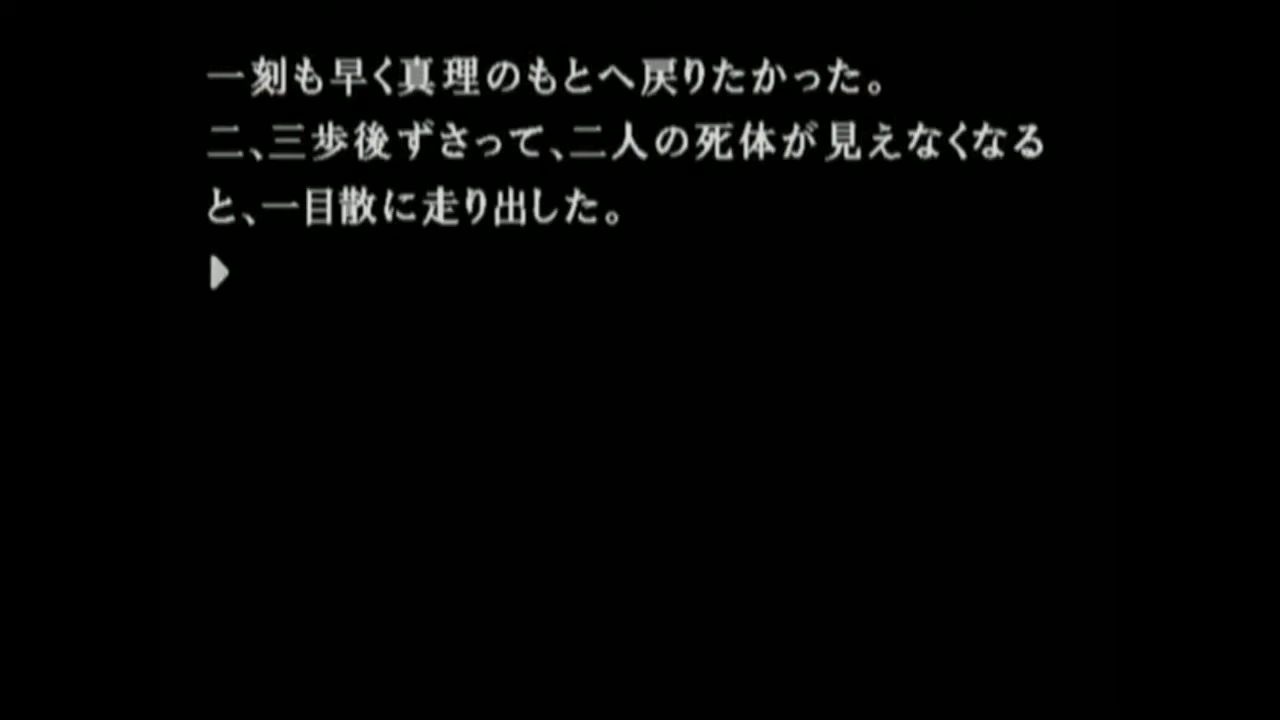 一刻も早く真理のもとへ戻りたかった。
二、三歩後ずさって、二人の死体が見えなくなる
と、一目散に走り出した。